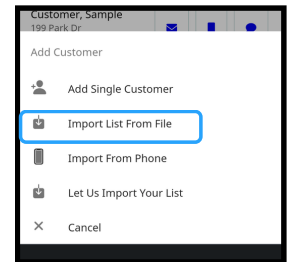 Customer, Sample
199 Park Dr
Add Customer
Add Single Customer
Import List From File
Import From Phone
Let Us Import Your List
Cancel